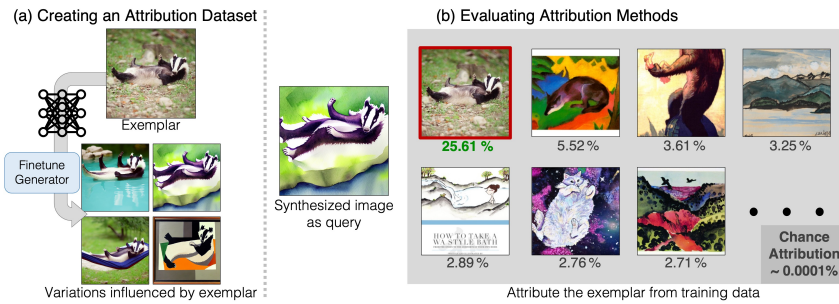 (a) Creating an Attribution Dataset
Exemplar
Finetune
Generator
Variations influenced by exemplar
Synthesized image
as query
(b) Evaluating Attribution Methods
25.61 %
5.52 %
3.61 %
3.25 %
HOW TO TAKE A
WA STYLE BATH
2.89 %
2.76 %
2.71 %
Chance
Attribution
~ 0.0001%
Attribute the exemplar from training data